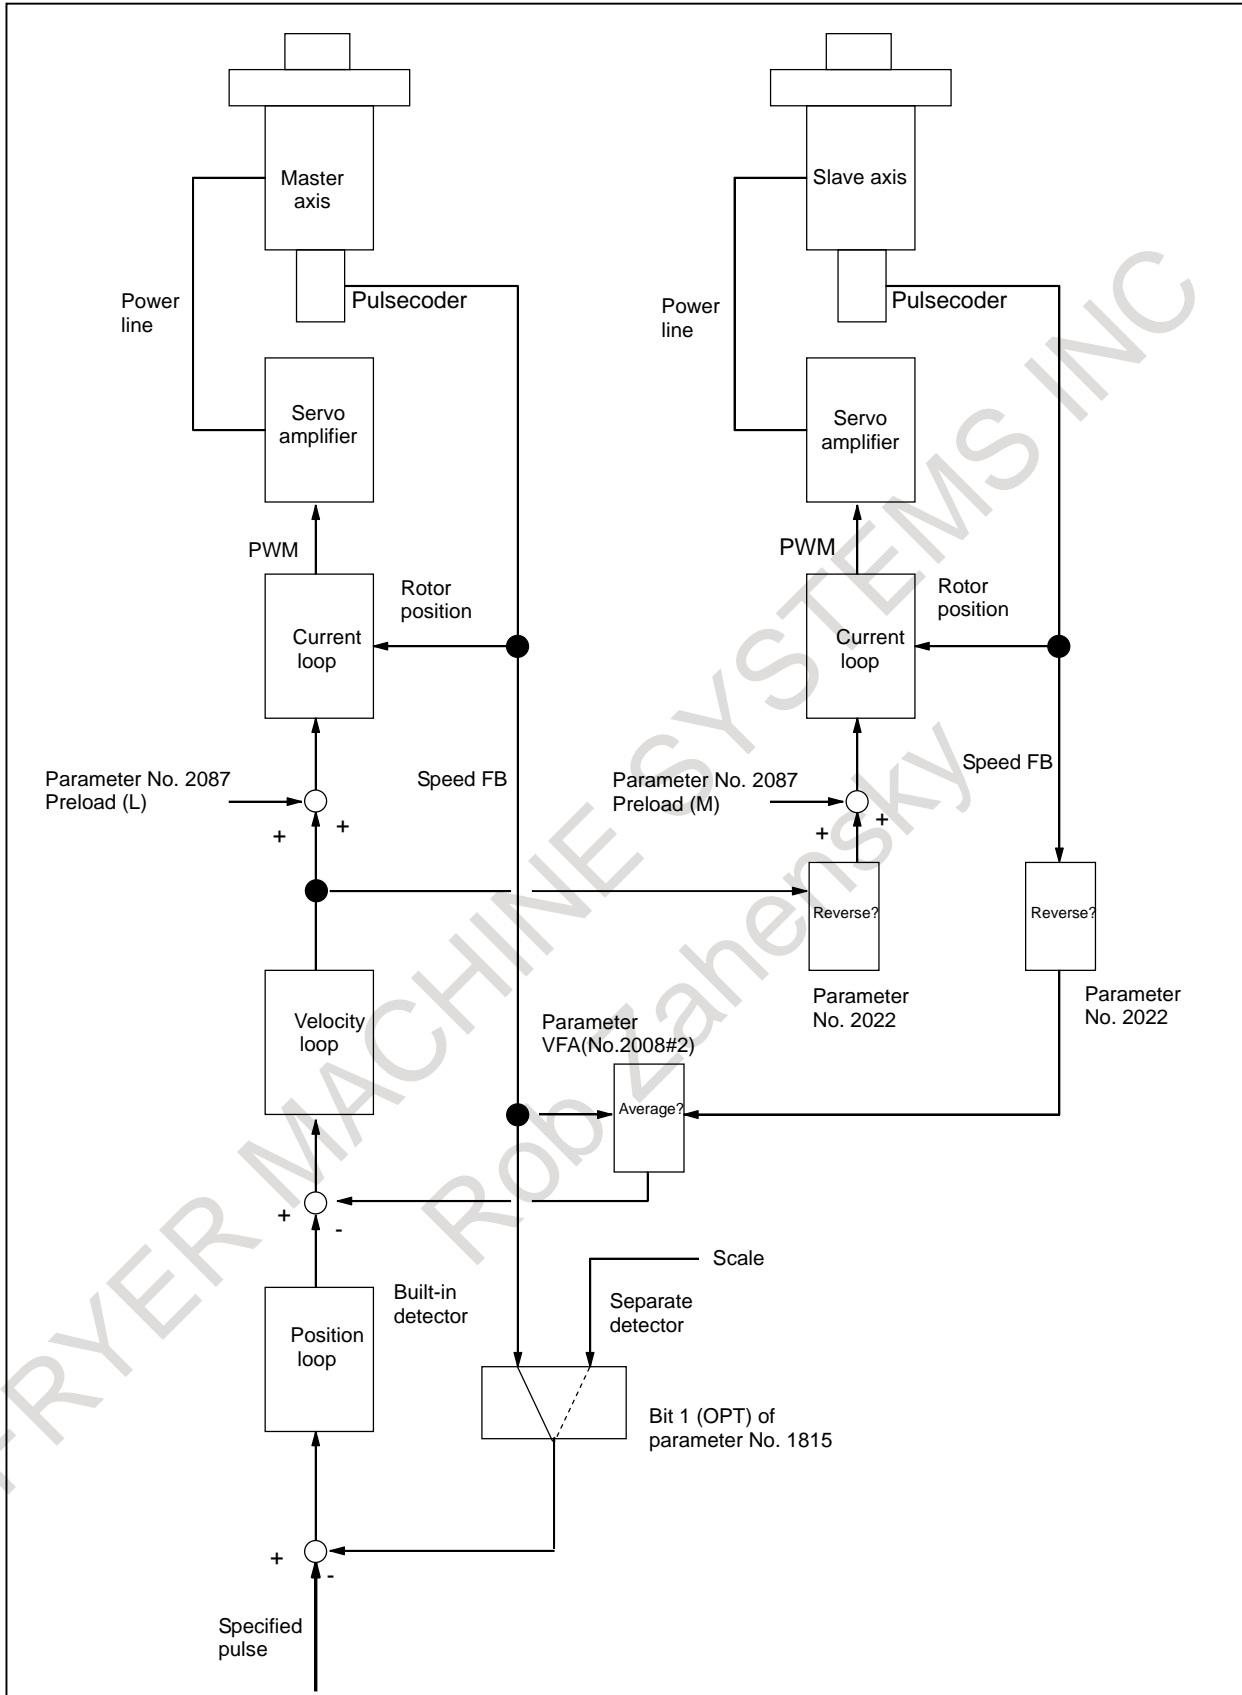 Master
axis
Slave axis
Power
line
Pulsecoder
Power
line
Pulsecoder
Servo
amplifier
Servo
amplifier
PWM
PWM
Rotor
position
Rotor
position
Current
loop
Current
loop
Parameter No. 2087
Preload (L)
Speed FB
Parameter No. 2087
Preload (M)
Speed FB
+
+
+
+
Reverse?
Reverse?
Parameter
No. 2022
Parameter
No. 2022
Velocity
loop
Parameter
VFA(No.2008#2)
Average?
+
-
Scale
Built-in
detector
Separate
detector
Position
loop
Bit 1 (OPT) of
parameter No. 1815
+
-
Specified
pulse
FRYER MACHINE SYSTEMS INC
Rob Zahensky